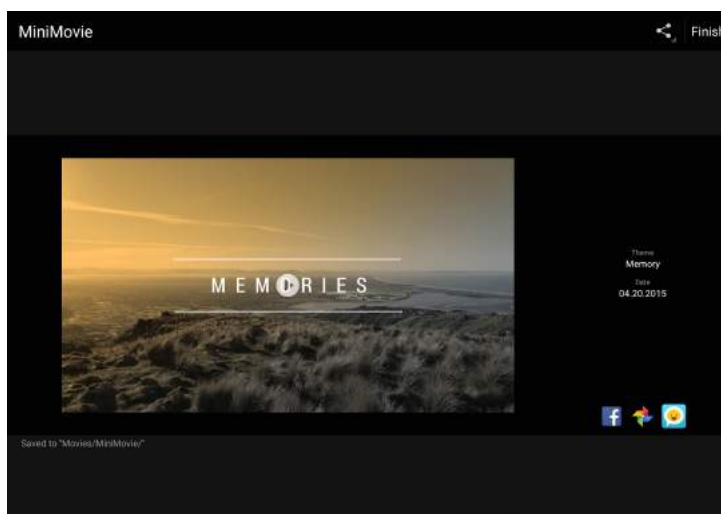 MiniMovie
Finish
MEMORIES
Theme
Memory
Date
04.20.2015
Saved to "Movies/MiniMovie/"